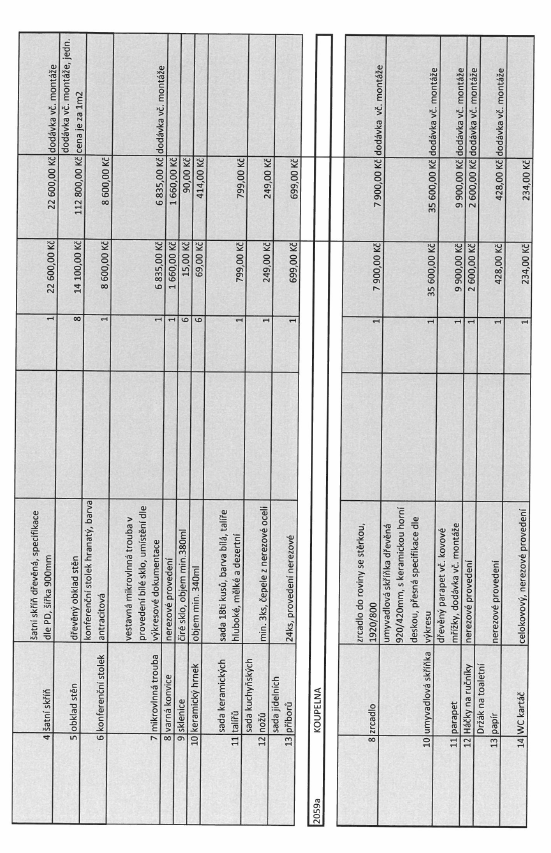 4 šatní skříň šatní skříň dřevěná, specifikace dle PD, šířka 900mm 1 22 600,00 Kč 22 600,00 Kč dodávka vč. montáže
5 obklad stěn dřevěný obklad stěn 8 14 100,00 Kč 112 800,00 Kč dodávka vč. montáže, jedn. cena je za 1m2
6 konferenční stolek konferenční stolek hranatý, barva antracitová 1 8 600,00 Kč 8 600,00 Kč
7 mikrovinná trouba vestavná mikrovinná trouba v provedení bílé sklo, umístění dle výkresové dokumentace 1 6 835,00 Kč 6 835,00 Kč dodávka vč. montáže
8 varná konvice nerezové provedení 1 1 660,00 Kč 1 660,00 Kč
9 sklenice čiré sklo, objem min 380ml 6 15,00 Kč 90,00 Kč
10 keramický hrnek objem min. 340ml 6 69,00 Kč 414,00 Kč
11 sada keramických talířů sada 18ti kusů, barva bílá, talíře hluboké, mělké a dezertní 1 799,00 Kč 799,00 Kč
12 sada kuchyňských nožů min. 3ks, čepele z nerezové oceli 1 249,00 Kč 249,00 Kč
13 sada jídelních příborů 24ks, provedení nerezové 1 699,00 Kč 699,00 Kč
2059a KOUPELNA
8 zrcadlo zrcadlo do roviny se stěrkou, 1920/800 1 7 900,00 Kč 7 900,00 Kč dodávka vč. montáže
10 umyvadlová skříňka umyvadlová skříňka dřevěná 920/420mm, s keramickou horní deskou, přesná specifikace dle výkresu 1 35 600,00 Kč 35 600,00 Kč dodávka vč. montáže
11 parapet dřevěný parapet vč. kovové mřížky, dodávka vč. montáže 1 9 900,00 Kč 9 900,00 Kč dodávka vč. montáže
12 Háčky na ručníky nerezové provedení 1 2 600,00 Kč 2 600,00 Kč dodávka vč. montáže
13 Držák na toaletní papír nerezové provedení 1 428,00 Kč 428,00 Kč dodávka vč. montáže
14 WC kartáč celokovový, nerezové provedení 1 234,00 Kč 234,00 Kč